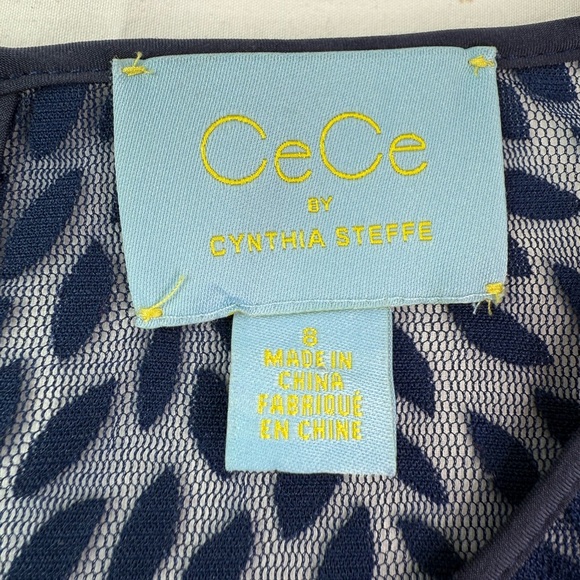 CeCe
BY
CYNTHIA STEFFE
8
MADE IN
CHINA
FABRIQUÉ
EN CHINE